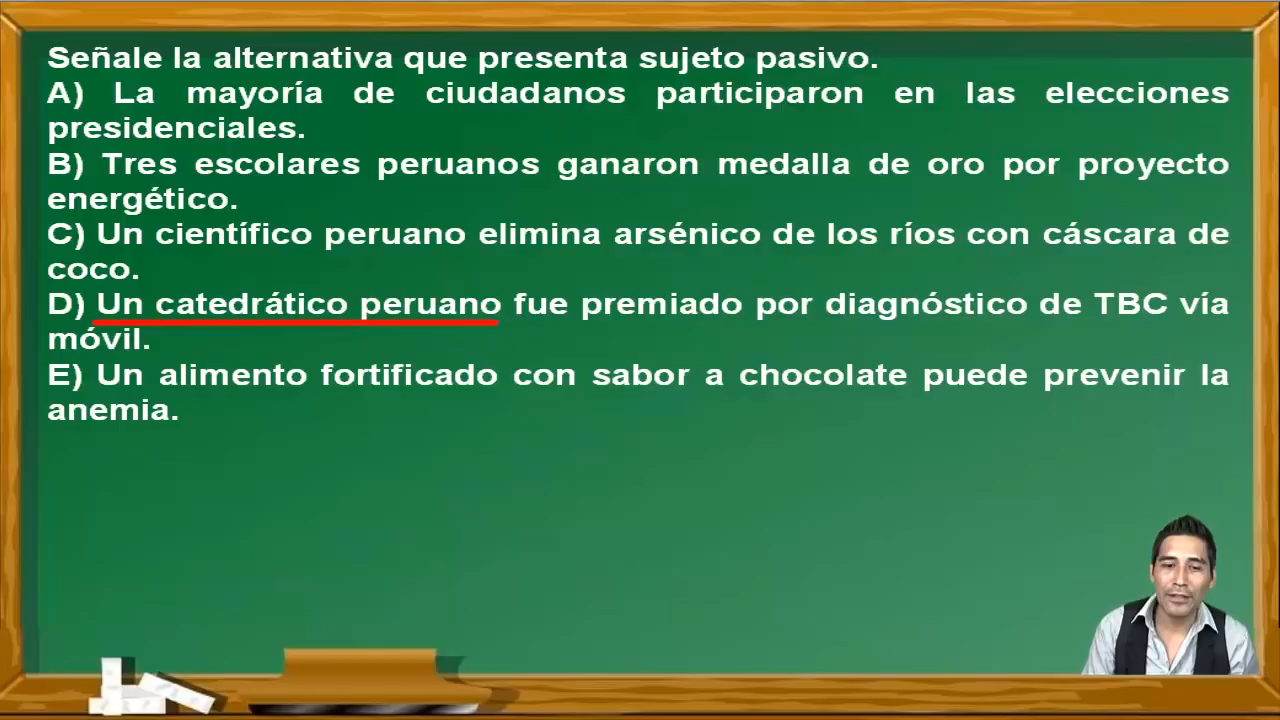 Señale la alternativa que presenta sujeto pasivo.
A) La mayoría de ciudadanos participaron en las elecciones
presidenciales.
B) Tres escolares peruanos ganaron medalla de oro por proyecto
energético.
C) Un científico peruano elimina arsénico de los ríos con cáscara de
coco.
D) Un catedrático peruano fue premiado por diagnóstico de TBC vía
móvil.
E) Un alimento fortificado con sabor a chocolate puede prevenir la
anemia.